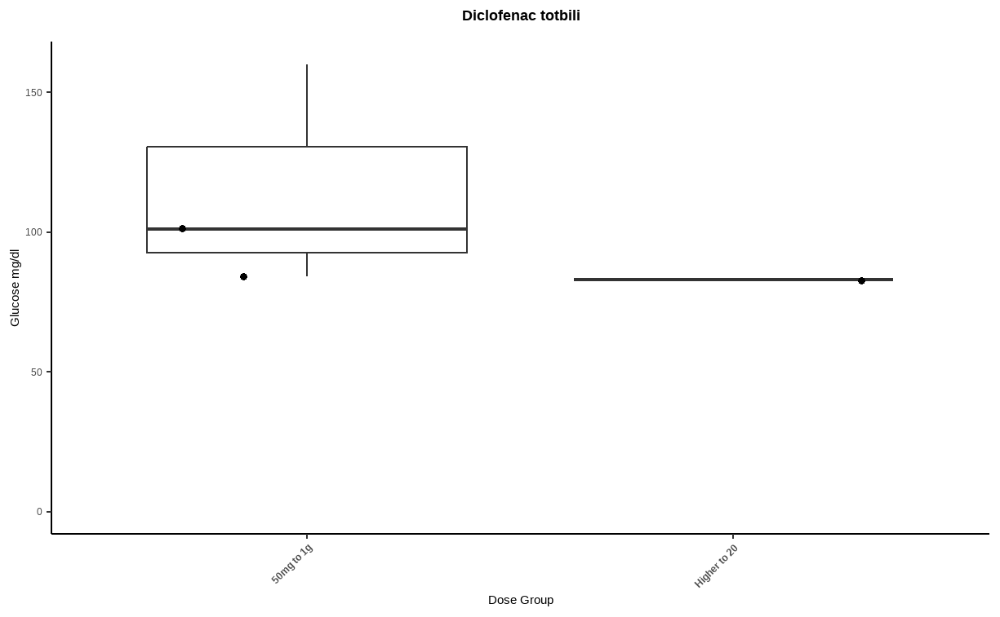 Diclofenac totbili
150
100
50
0
Glucose mg/dl
50mg to 1g
Higher to 20
Dose Group